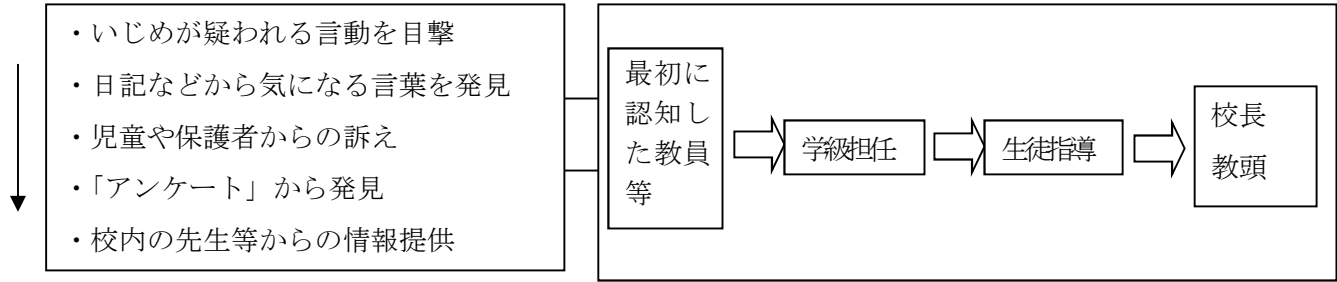 ・いじめが疑われる言動を目撃
・日記などから気になる言葉を発見
・児童や保護者からの訴え
・「アンケート」から発見
・校内の先生等からの情報提供
最初に
認知し
た教員
等
学級担任
生徒指導
校長
教頭